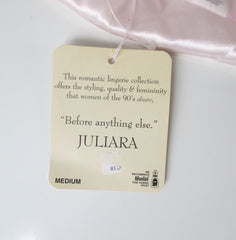 This romantic lingerie collection
offers the styling, quality & femininity
that women of the 90's desire,
"Before anything else."
JULIARA
MEDIUM